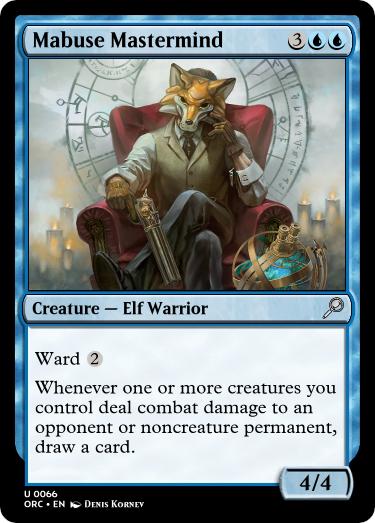 Mabuse Mastermind 3
Creature — Elf Warrior
Ward 2
Whenever one or more creatures you
control deal combat damage to an
opponent or noncreature permanent,
draw a card.
4/4
U 0066
ORC • EN Denis Kornev